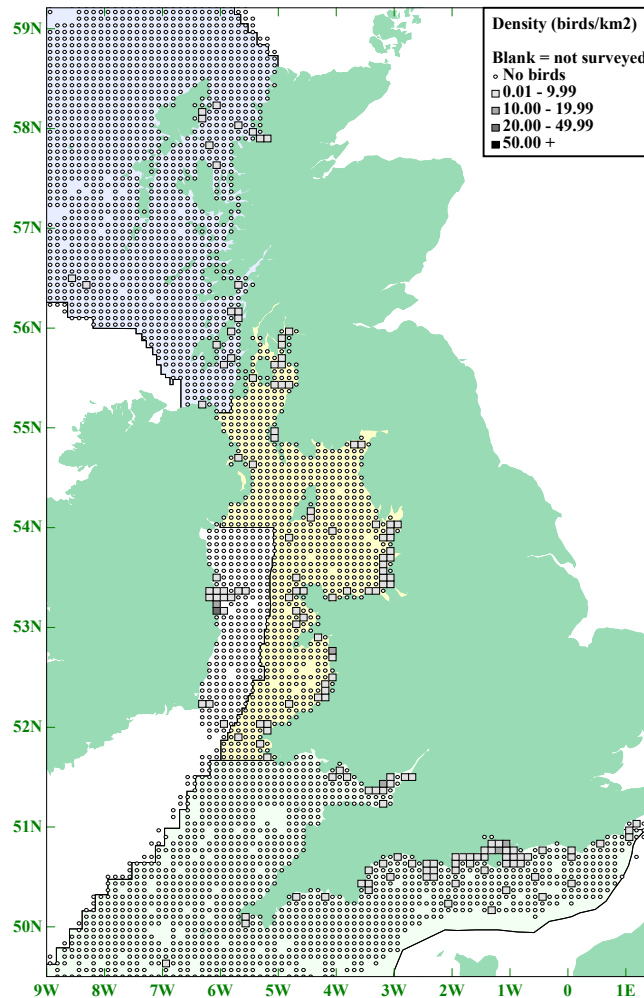 Density (birds/km2)
Blank = not surveyed
No birds
0.01 - 9.99
10.00 - 19.99
20.00 - 49.99
50.00 +
59N
58N
57N
56N
55N
54N
53N
52N
51N
50N
9W 8W 7W 6W 5W 4W 3W 2W 1W 0 1E